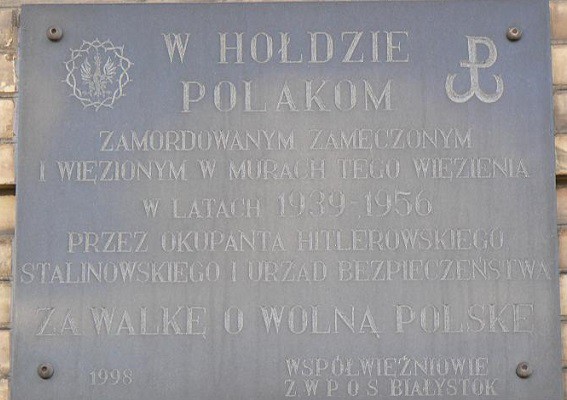 W HOŁDZIE
POLAKOM
ZAMORDOWANYM ZAMĘCZONYM
I WIĘZIONYM W MURACH TEGO WIĘZIENIA
W LATACH 1939-1956
PRZEZ OKUPANTA HITLEROWSKIEGO
STALINOWSKIEGO I URZĄD BEZPIECZEŃSTWA
ZA WALKĘ O WOLNĄ POLSKĘ
1998 WSPÓŁWIĘŹNIOWIE
Z W P O S BIAŁYSTOK